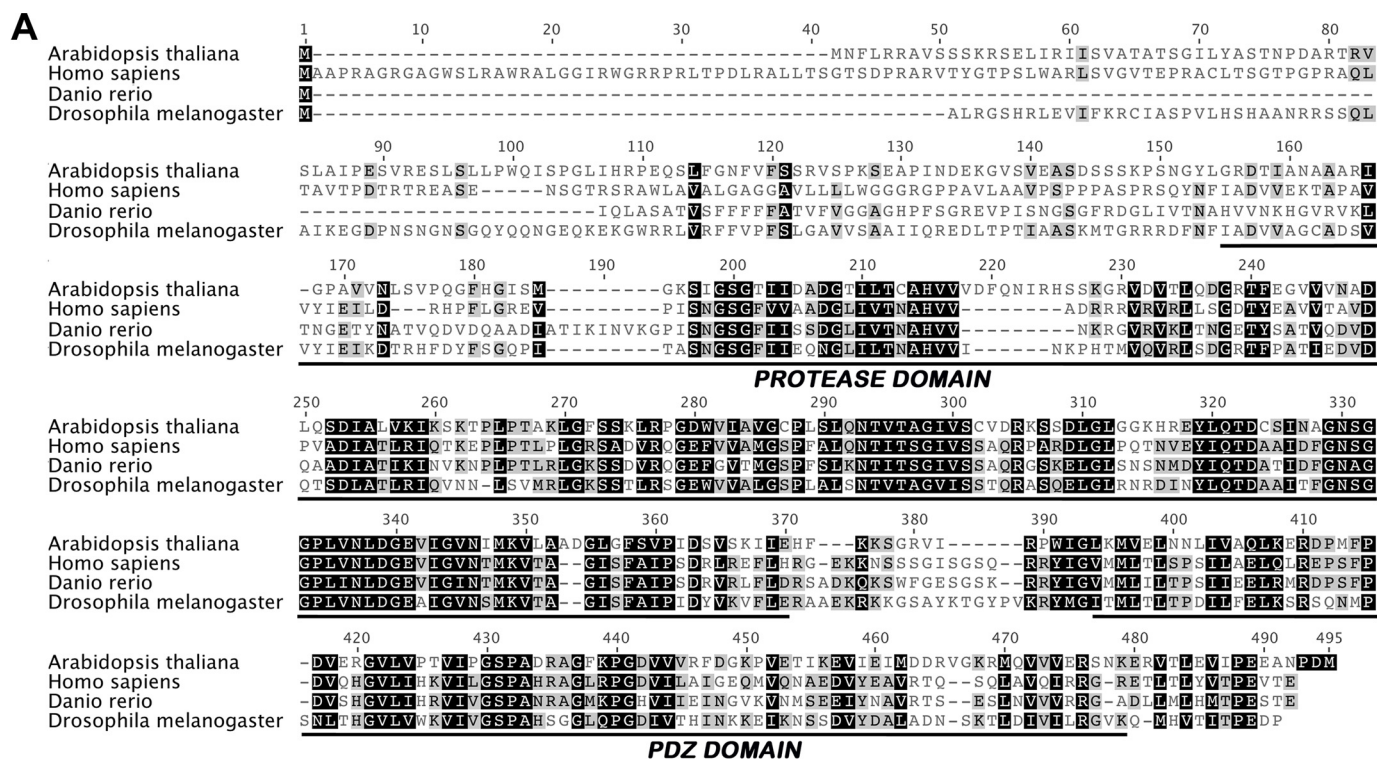 A
1 10 20 30 40 50 60 70 80
Arabidopsis thaliana M----------------------------------------MNFLRRAVSSSKRSELIRIISVATATSGILYASTNPDARTRV
Homo sapiens MAAPRAGRGAGWSLRAWRALGGIRWGRRPRLTPDLRALLTSGTSDPRARVTYGTPSLWARLSVGVTEPRACLTSGTPGPRAQL
Danio rerio M----------------------------------------------------------------------------------
Drosophila melanogaster M-------------------------------------------------ALRGSHRLEVIFKRCIASPVLHSHAANRRSSQL
90 100 110 120 130 140 150 160
Arabidopsis thaliana SLAIPESVRESLSLLPWQISPGLIHRPEQSLFGNFVFSSRVSPKSEAPINDEKGVSVEASDSSSKPSNGYLGRDTIANAAARI
Homo sapiens TAVTPDTRTREASE-----NSGTRSRAWLAVALGAGGAVLLLLWGGGRGPPAVLAAVPSPPPASPRSQYNFIADVVEKTAPAV
Danio rerio -----------------------IQLASATVSFFFFFATVFVGGAGHPFSGREVPISNGSGFRDGLIVTNAHVVNKHGVRVKL
Drosophila melanogaster AIKEGDPNSNGNSGQYQQNGEQKEKGWRRLVRFFVPFSLGAVVSAAIIQREDLTPTIAASKMTGRRRDFNFIADVVAGCADSV
170 180 190 200 210 220 230 240
Arabidopsis thaliana -GPAVVNLSVPQGFHGISM---------GKSIGSGTIIDADGTILTCAHVVVDFQNIRHSSKGRVDVTLQDGRTFEGVVVNAD
Homo sapiens VYIEILD--RHPFLGREV---------PISNGSGFVVAADGLIVTNAHVV--------ADRRRVRVRLLSGDTYEAVVTAVD
Danio rerio TNGETYNATVQDVDQAADIATIKINVKGPISNGSGFIISSDGLIVTNAHVV--------NKRGVRVKLTNGETYSATVQDVD
Drosophila melanogaster VYIEIKDTRHFDYFSGQPI---------TASNGSGFIIEQNGLILTNAHVVI-------NKPHTMVQVRLSDGRTFPATIEDVD
PROTEASE DOMAIN
250 260 270 280 290 300 310 320 330
Arabidopsis thaliana LQSDIALVKIKSKTPLPTAKLGFSSKLRPGDWVIAVGCPLSLQNTVTAGIVSCVDRKSSDLGLGGKHREYLQTDCSINAGNSG
Homo sapiens PVADIATLRIQTKEPLPTLPLGRSADVRQGEFVVAMGSPFALQNTITSGIVSSAQRPARDLGLPQTNVEYIQTDAAIDFGNSG
Danio rerio QAADIATIKINVKNPLPTLRLGKSSDVRQGEFGVTMGSPFSLKNTITSGIVSSAQRGSKELGLSNSNMDYIQTDATIDFGNAG
Drosophila melanogaster QTSDLATLRIQVNN-LSVMRLGKSSTLRSGEWVVALGSPLALSNTVTAGVISSTQRASQELGLRNRDINYLQTDAAITFGNSG
340 350 360 370 380 390 400 410
Arabidopsis thaliana GPLVNLDGEVIGVNIMKVLAADGLGFSVPIDSVSKIIEHF---KKSGRVI------RPWIGLKMVELNNLIVAQLKERDPMFP
Homo sapiens GPLVNLDGEVIGVNTMKVTA--GISFAIPSDRLREFLHRG-EKKNSSSGISGSQ--RRYIGVMMLTLSPSILAELQLREPSFP
Danio rerio GPLINLDGEVIGINTMKVTA--GISFAIPSDRVRLFLDRSADKQKSWFGESGSK--RRYIGVMMLTLTPSIIEELRMRDPSFP
Drosophila melanogaster GPLVNLDGEAIGVNSMKVTA--GISFAIPIDYVKVFLERAAEKRKKGSAYKTGYPVKRYMGITMLTLTPDILFELKSRSQNMP
420 430 440 450 460 470 480 490 495
Arabidopsis thaliana -DVERGVLVPTVIPGSPADRAGFKPGDVVVRFDGKPVETIKEVIEIMDDRVGKRMQVVVERSNKERVTLEVIPEEANPDM
Homo sapiens -DVQHGVLIHKVILGSPAHRAGLRPGDVILAIGEQMVQNAEDVYEAVRTQ--SQLAVQIRRG-RETLTLYVTPEVTE
Danio rerio -DVSHGVLIHRVIVGSPANRAGMKPGHVIIEINGVKVNMSEEIYNAVRTS--ESLNVVVRRG-ADLLMLHMTPESTE
Drosophila melanogaster SNLTHGVLVWKVIVGSPAHSGGLQPGDIVTHINKKEIKNSSDVYDALADN-SKTLDIVILRGVKQ-MHVTITPEDP
PDZ DOMAIN